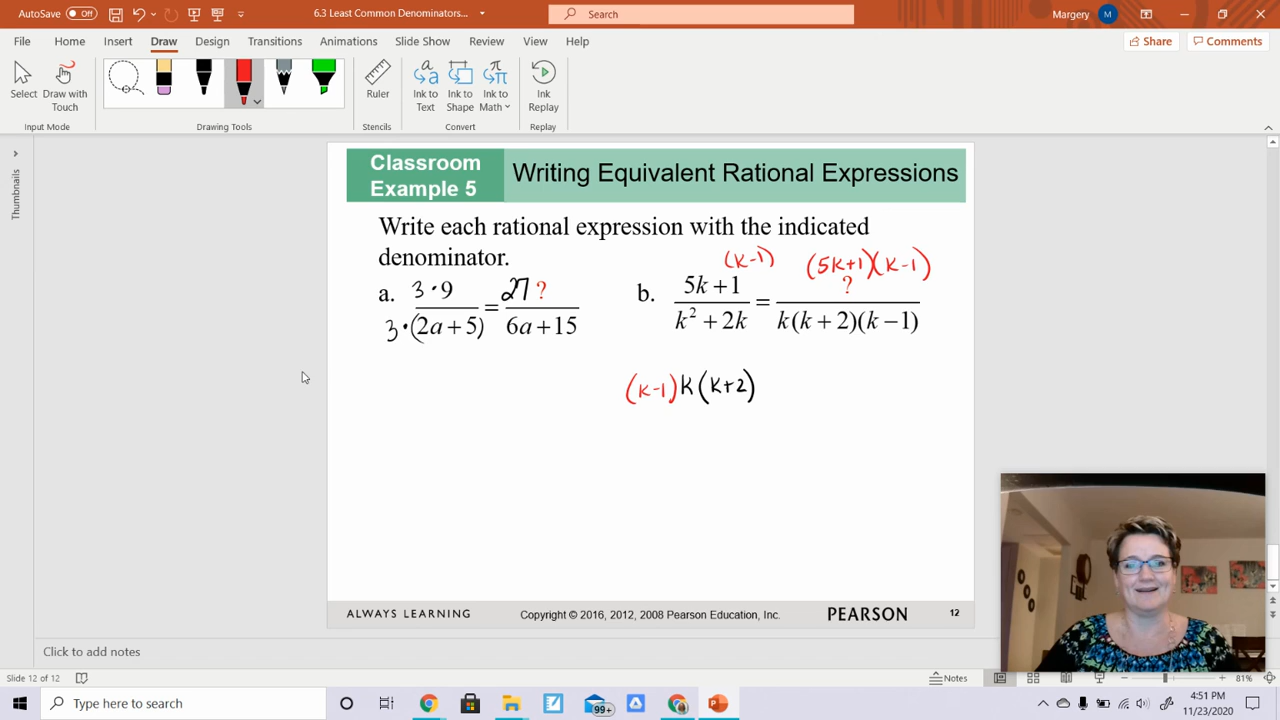 AutoSave Off
6.3 Least Common Denominators...
Search
Margery M
File Home Insert Draw Design Transitions Animations Slide Show Review View Help
Share Comments
Select
Draw with Touch
Ruler
Ink to Text
Ink to Shape
Ink to Math
Ink Replay
Input Mode
Drawing Tools
Stencils
Convert
Replay
Thumbnails
Classroom Example 5
Writing Equivalent Rational Expressions
Write each rational expression with the indicated
denominator.
a. 3·9 / 3·(2a + 5) = 27 ? / 6a + 15
b. 5k + 1 (k-1) / k² + 2k = (5k+1)(k-1) ? / k(k + 2)(k − 1)
(k-1)k(k+2)
ALWAYS LEARNING
Copyright © 2016, 2012, 2008 Pearson Education, Inc.
PEARSON
12
Click to add notes
Slide 12 of 12
Notes
81%
Type here to search
99+
4:51 PM
11/23/2020